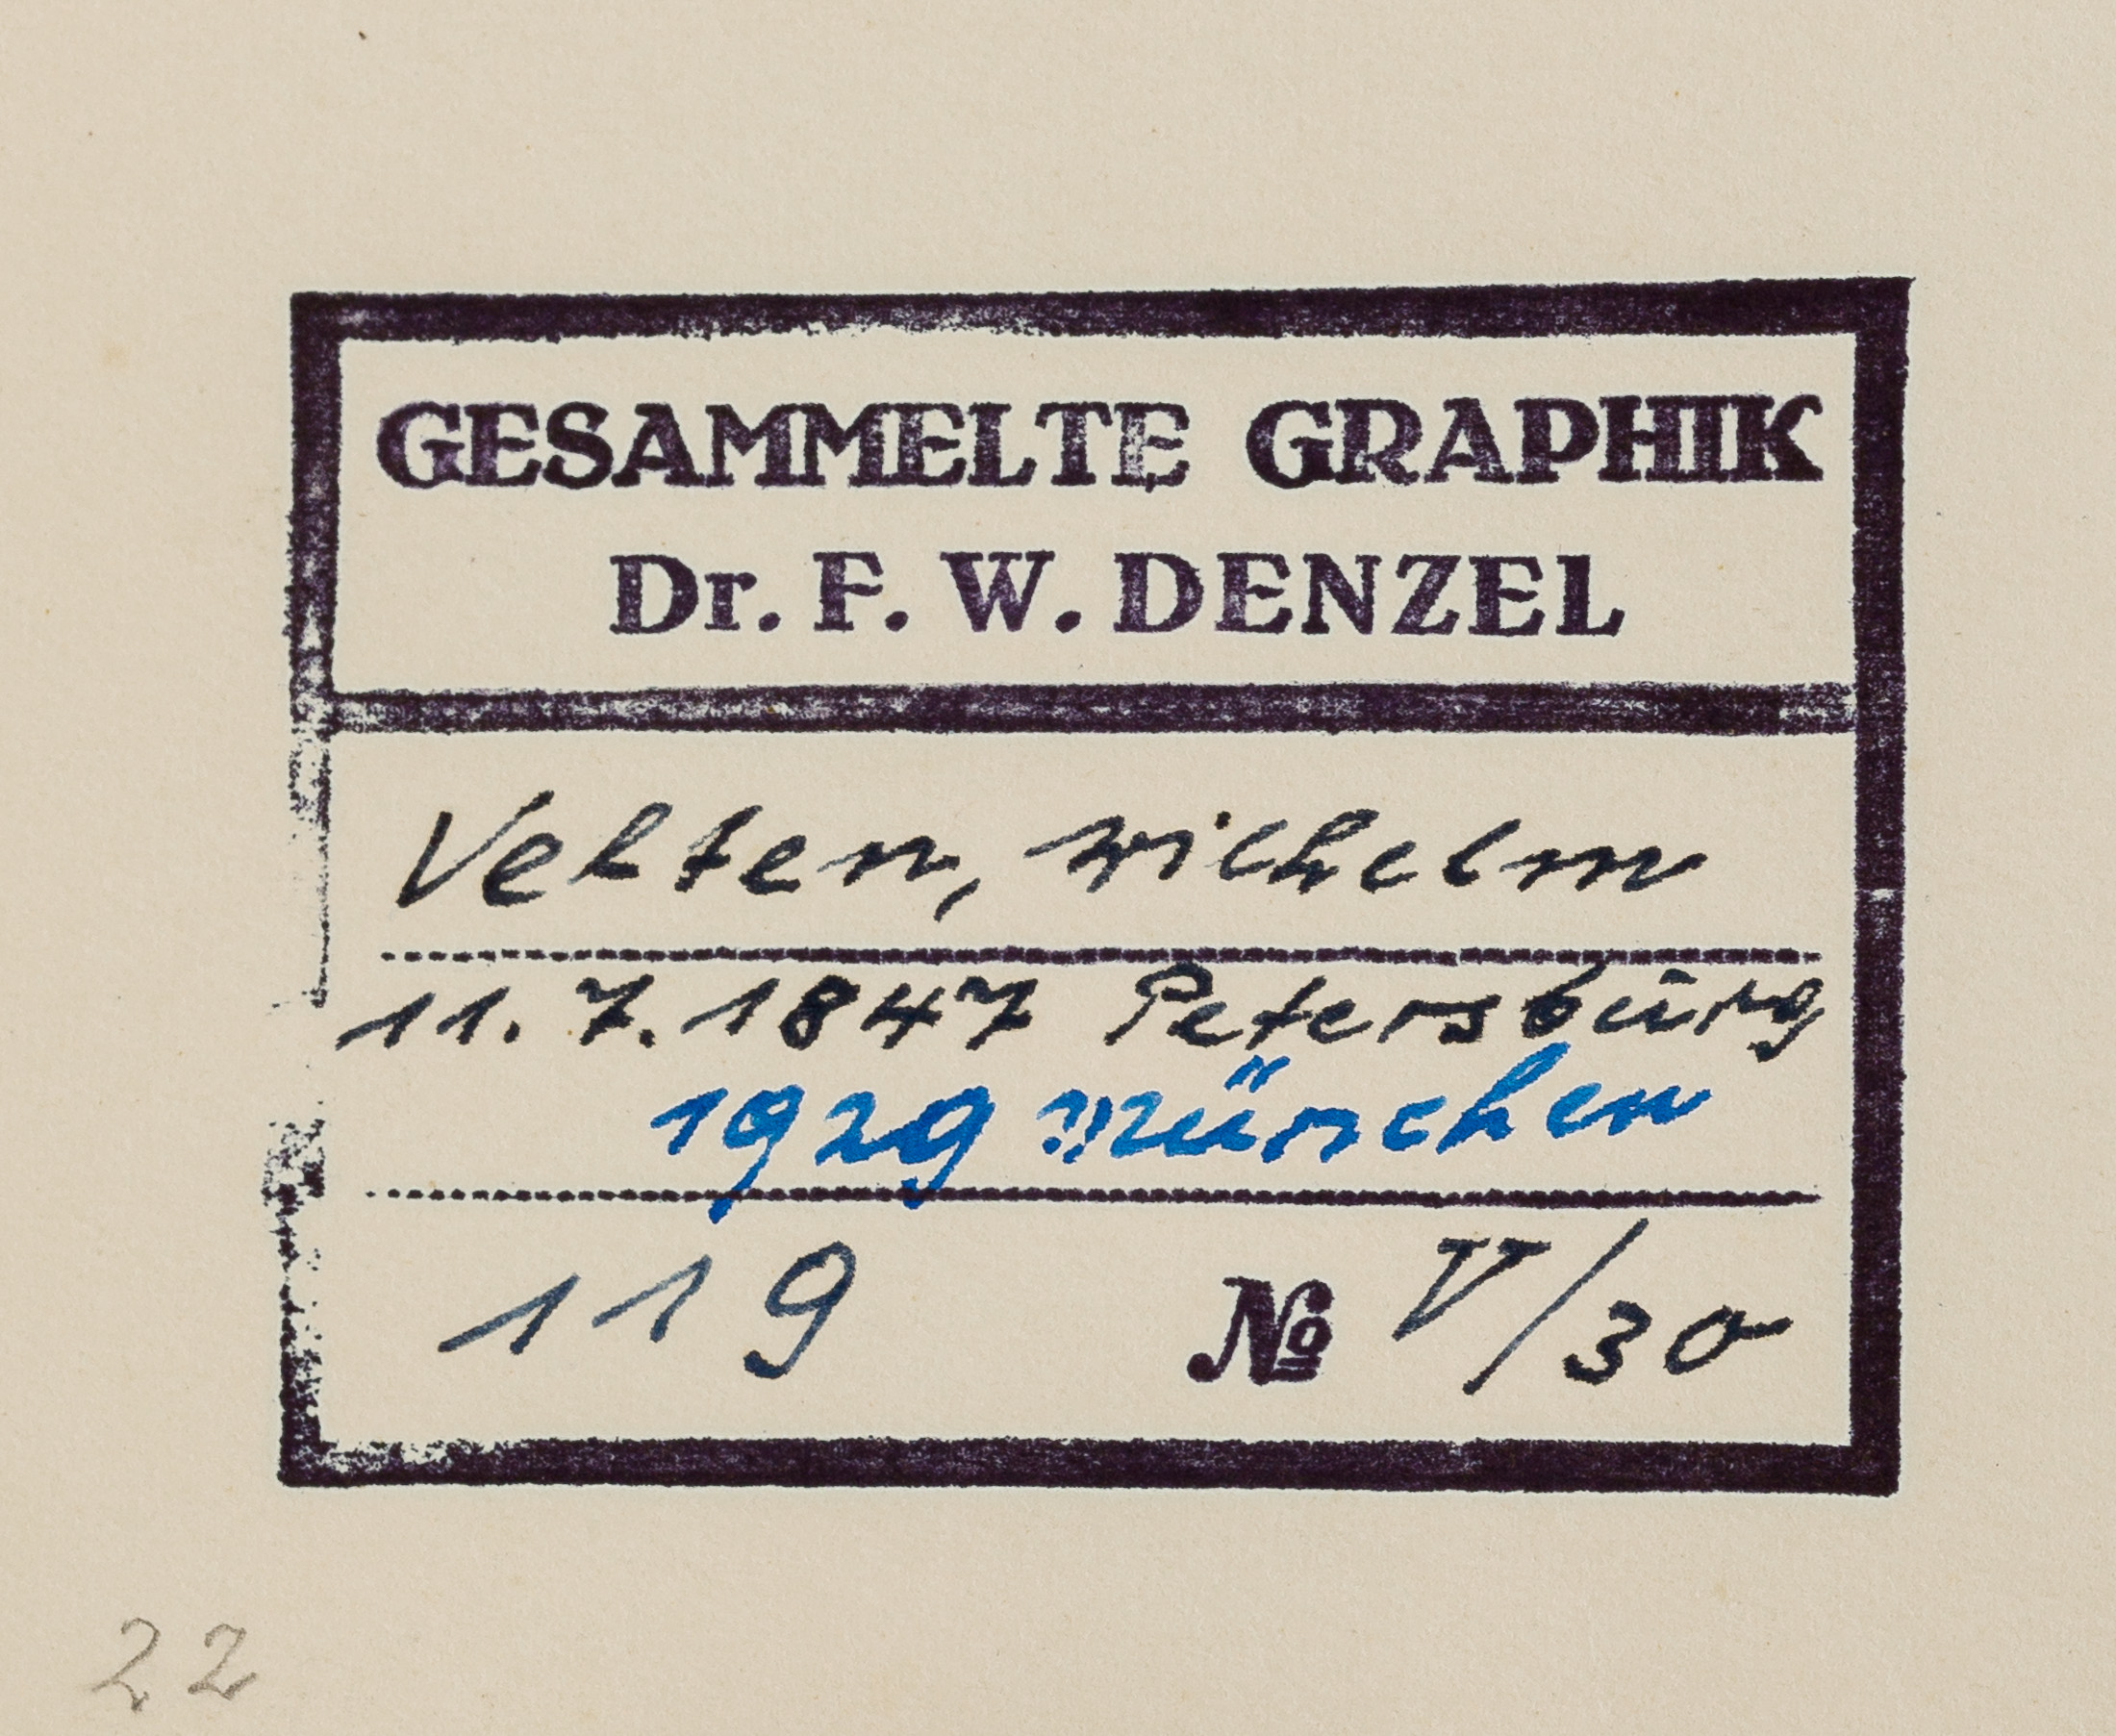 GESAMMELTE GRAPHIK
Dr. F. W. DENZEL
Velten, Wilhelm
11. 7. 1847 Petersburg
1929 München
119 № V/30
22